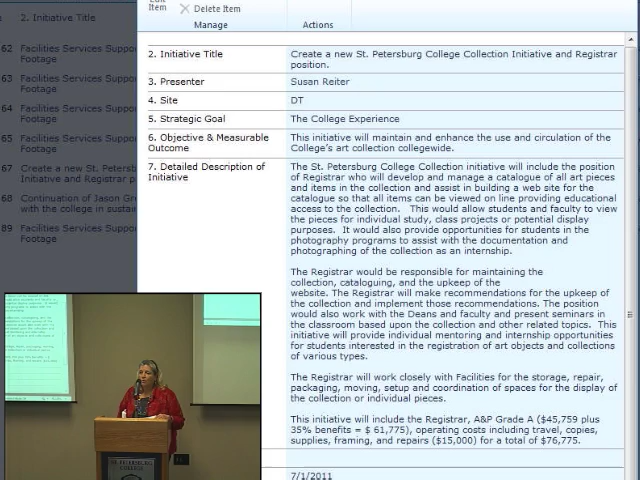 Edit
Item
Delete Item
Manage
Actions
2. Initiative Title
62 Facilities Services Suppo
Footage
63 Facilities Services Suppo
Footage
64 Facilities Services Suppo
Footage
65 Facilities Services Suppo
Footage
67 Create a new St. Petersb
Initiative and Registrar p
68 Continuation of Jason Gr
with the college in sustai
89 Facilities Services Suppo
Footage
2. Initiative Title
Create a new St. Petersburg College Collection Initiative and Registrar
position.
3. Presenter
Susan Reiter
4. Site
DT
5. Strategic Goal
The College Experience
6. Objective & Measurable
Outcome
This initiative will maintain and enhance the use and circulation of the
College's art collection collegewide.
7. Detailed Description of
Initiative
The St. Petersburg College Collection initiative will include the position
of Registrar who will develop and manage a catalogue of all art pieces
and items in the collection and assist in building a web site for the
catalogue so that all items can be viewed on line providing educational
access to the collection. This would allow students and faculty to view
the pieces for individual study, class projects or potential display
purposes. It would also provide opportunities for students in the
photography programs to assist with the documentation and
photographing of the collection as an internship.
The Registrar would be responsible for maintaining the
collection, cataloguing, and the upkeep of the
website. The Registrar will make recommendations for the upkeep of
the collection and implement those recommendations. The position
would also work with the Deans and faculty and present seminars in
the classroom based upon the collection and other related topics. This
initiative will provide individual mentoring and internship opportunities
for students interested in the registration of art objects and collections
of various types.
The Registrar will work closely with Facilities for the storage, repair,
packaging, moving, setup and coordination of spaces for the display of
the collection or individual pieces.
This initiative will include the Registrar, A&P Grade A ($45,759 plus
35% benefits = $ 61,775), operating costs including travel, copies,
supplies, framing, and repairs ($15,000) for a total of $76,775.
7/1/2011
ST. PETERSBURG
COLLEGE